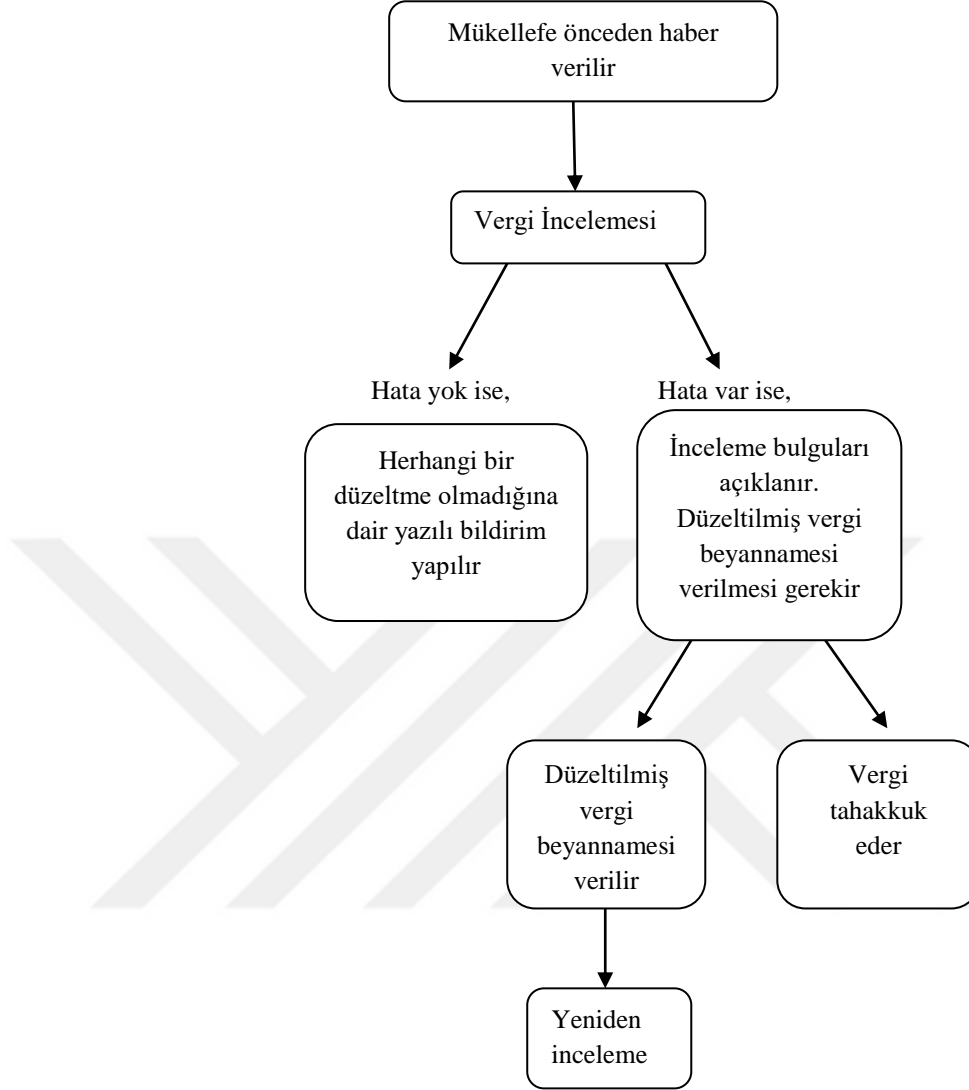 Mükellefe önceden haber
verilir
Vergi İncelemesi
Hata yok ise,
Hata var ise,
Herhangi bir
düzeltme olmadığına
dair yazılı bildirim
yapılır
İnceleme bulguları
açıklanır.
Düzeltilmiş vergi
beyannamesi
verilmesi gerekir
Düzeltilmiş
vergi
beyannamesi
verilir
Vergi
tahakkuk
eder
Yeniden
inceleme